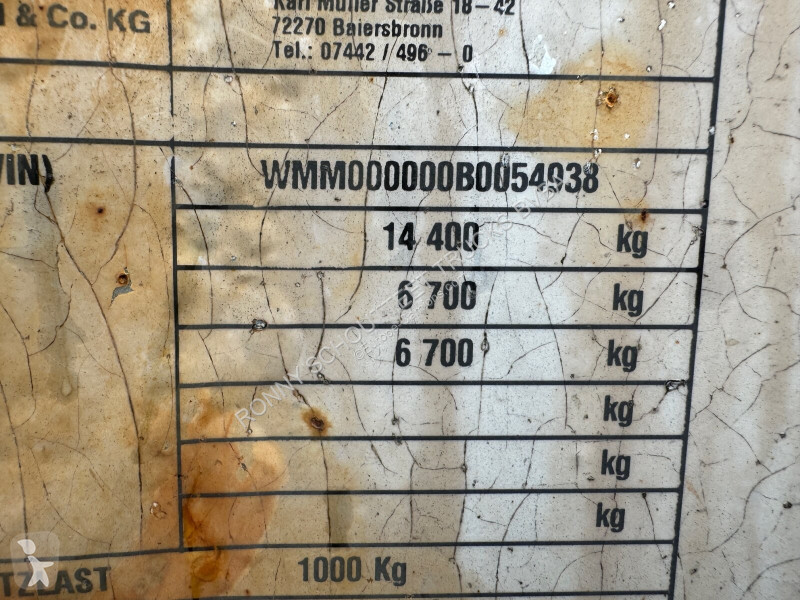 & Co. KG
Karl Müller Straße 18-42
72270 Baiersbronn
Tel.: 07442 / 496 - 0
VIN) WMM000000B0054038
14 400 kg
6 700 kg
6 700 kg
kg
kg
kg
TZLAST 1000 Kg